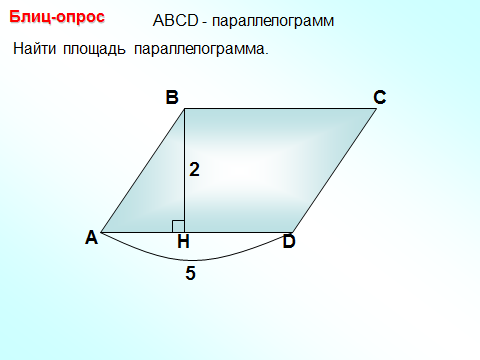 Блиц-опрос
ABCD - параллелограмм
Найти площадь параллелограмма.
B
C
2
A
H
D
5